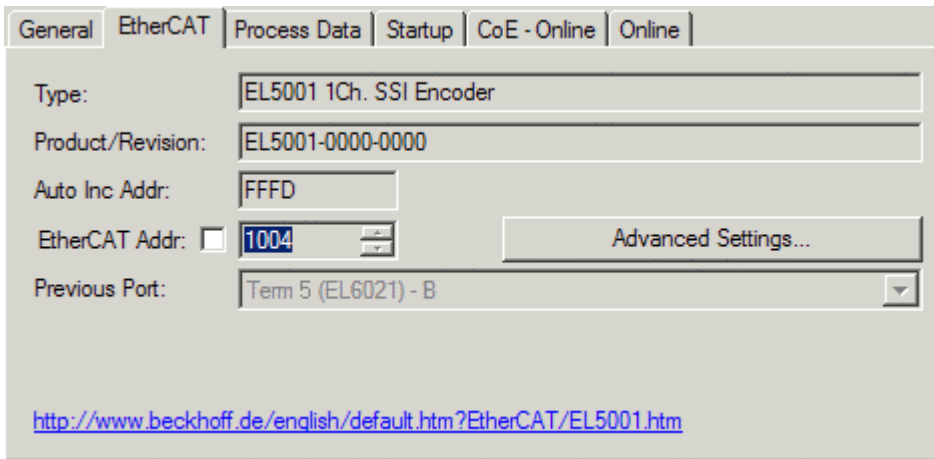 General EtherCAT Process Data Startup CoE - Online Online
Type: EL5001 1Ch. SSI Encoder
Product/Revision: EL5001-0000-0000
Auto Inc Addr: FFFD
EtherCAT Addr: 1004 Advanced Settings...
Previous Port: Term 5 (EL6021) - B
http://www.beckhoff.de/english/default.htm?EtherCAT/EL5001.htm